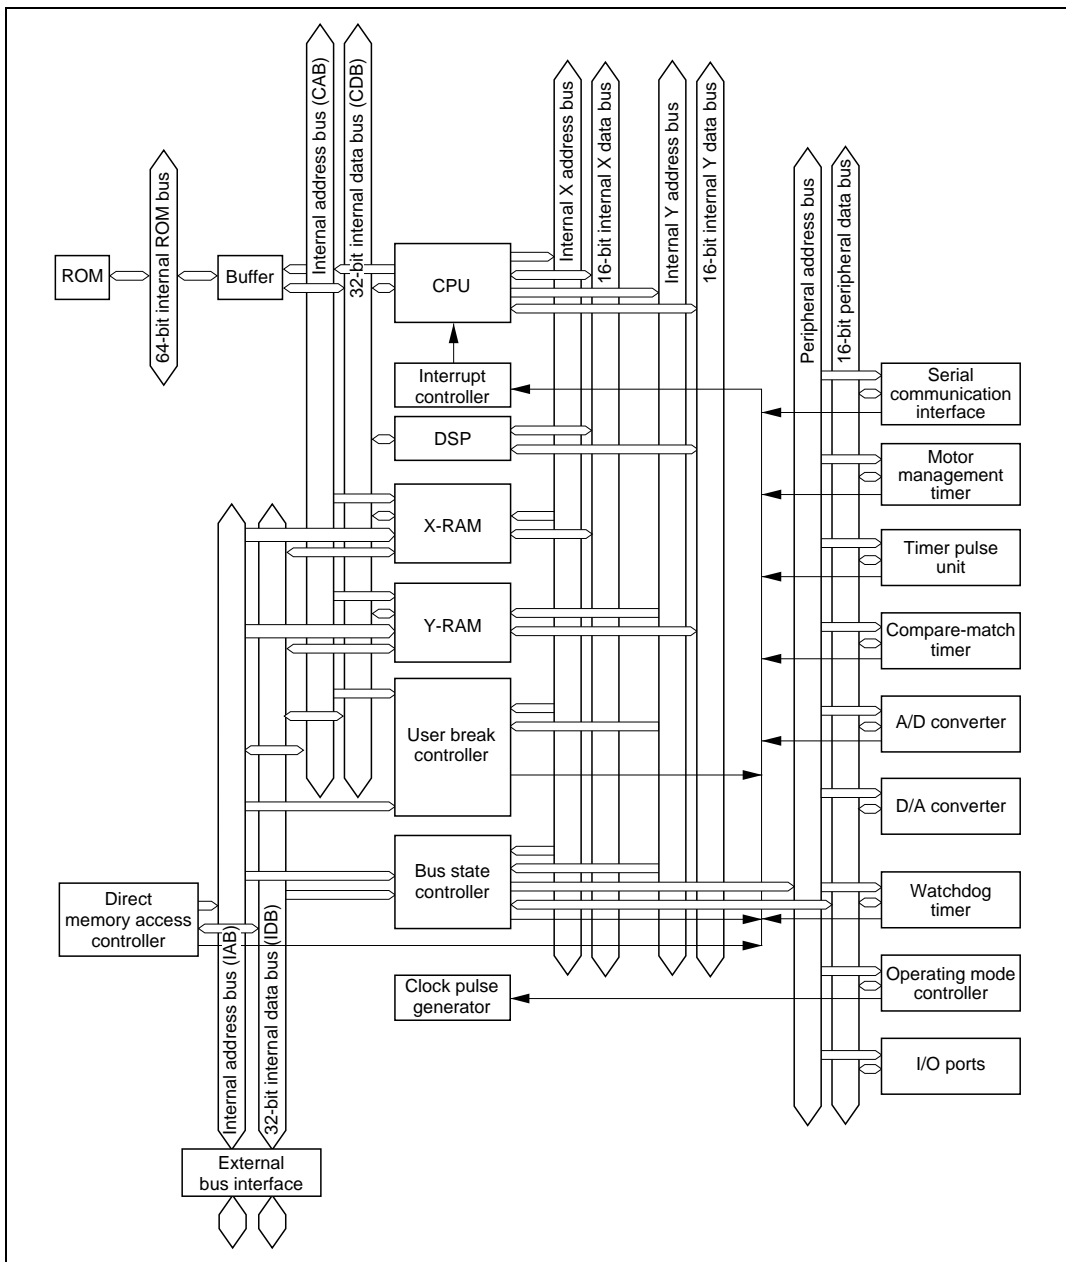 Internal address bus (CAB)
32-bit internal data bus (CDB)
Internal X address bus
16-bit internal X data bus
Internal Y address bus
16-bit internal Y data bus
Peripheral address bus
16-bit peripheral data bus
64-bit internal ROM bus
ROM
Buffer
CPU
Interrupt
controller
DSP
X-RAM
Y-RAM
User break
controller
Bus state
controller
Clock pulse
generator
Serial
communication
interface
Motor
management
timer
Timer pulse
unit
Compare-match
timer
A/D converter
D/A converter
Watchdog
timer
Operating mode
controller
I/O ports
Direct
memory access
controller
Internal address bus (IAB)
32-bit internal data bus (IDB)
External
bus interface